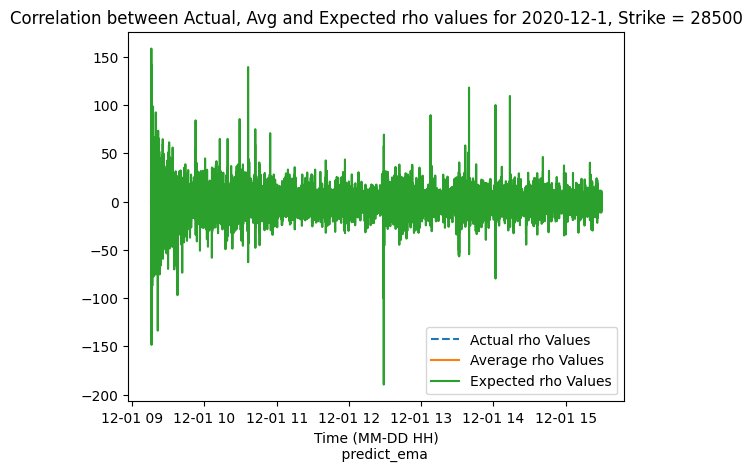 Correlation between Actual, Avg and Expected rho values for 2020-12-1, Strike = 28500
150
100
50
0
−50
−100
−150
−200
Actual rho Values
Average rho Values
Expected rho Values
12-01 09 12-01 10 12-01 11 12-01 12 12-01 13 12-01 14 12-01 15
Time (MM-DD HH)
predict_ema